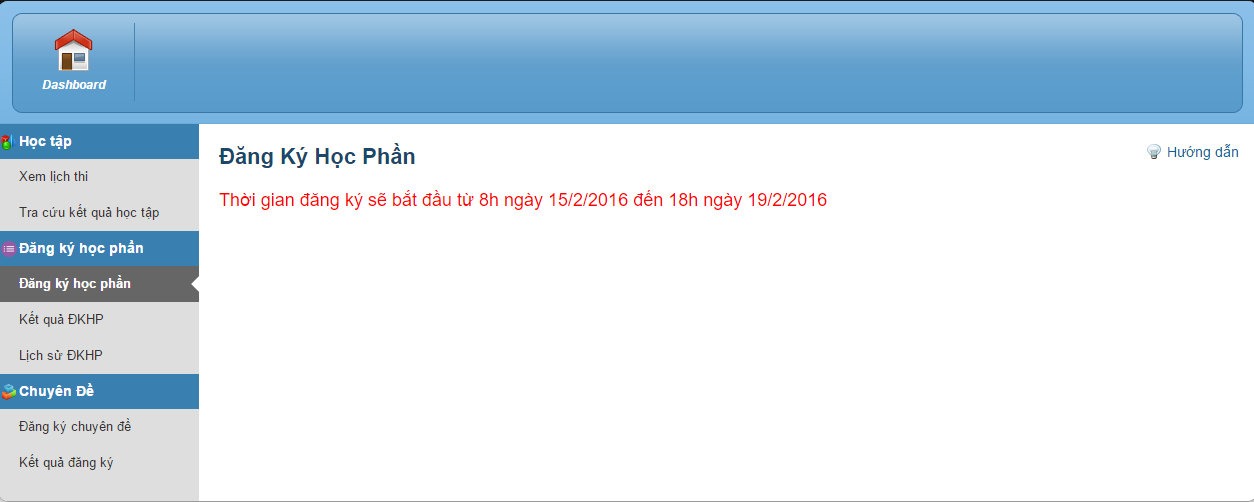 Dashboard
Học tập
Xem lịch thi
Tra cứu kết quả học tập
Đăng ký học phần
Đăng ký học phần
Kết quả ĐKHP
Lịch sử ĐKHP
Chuyên Đề
Đăng ký chuyên đề
Kết quả đăng ký
Đăng Ký Học Phần
Hướng dẫn
Thời gian đăng ký sẽ bắt đầu từ 8h ngày 15/2/2016 đến 18h ngày 19/2/2016